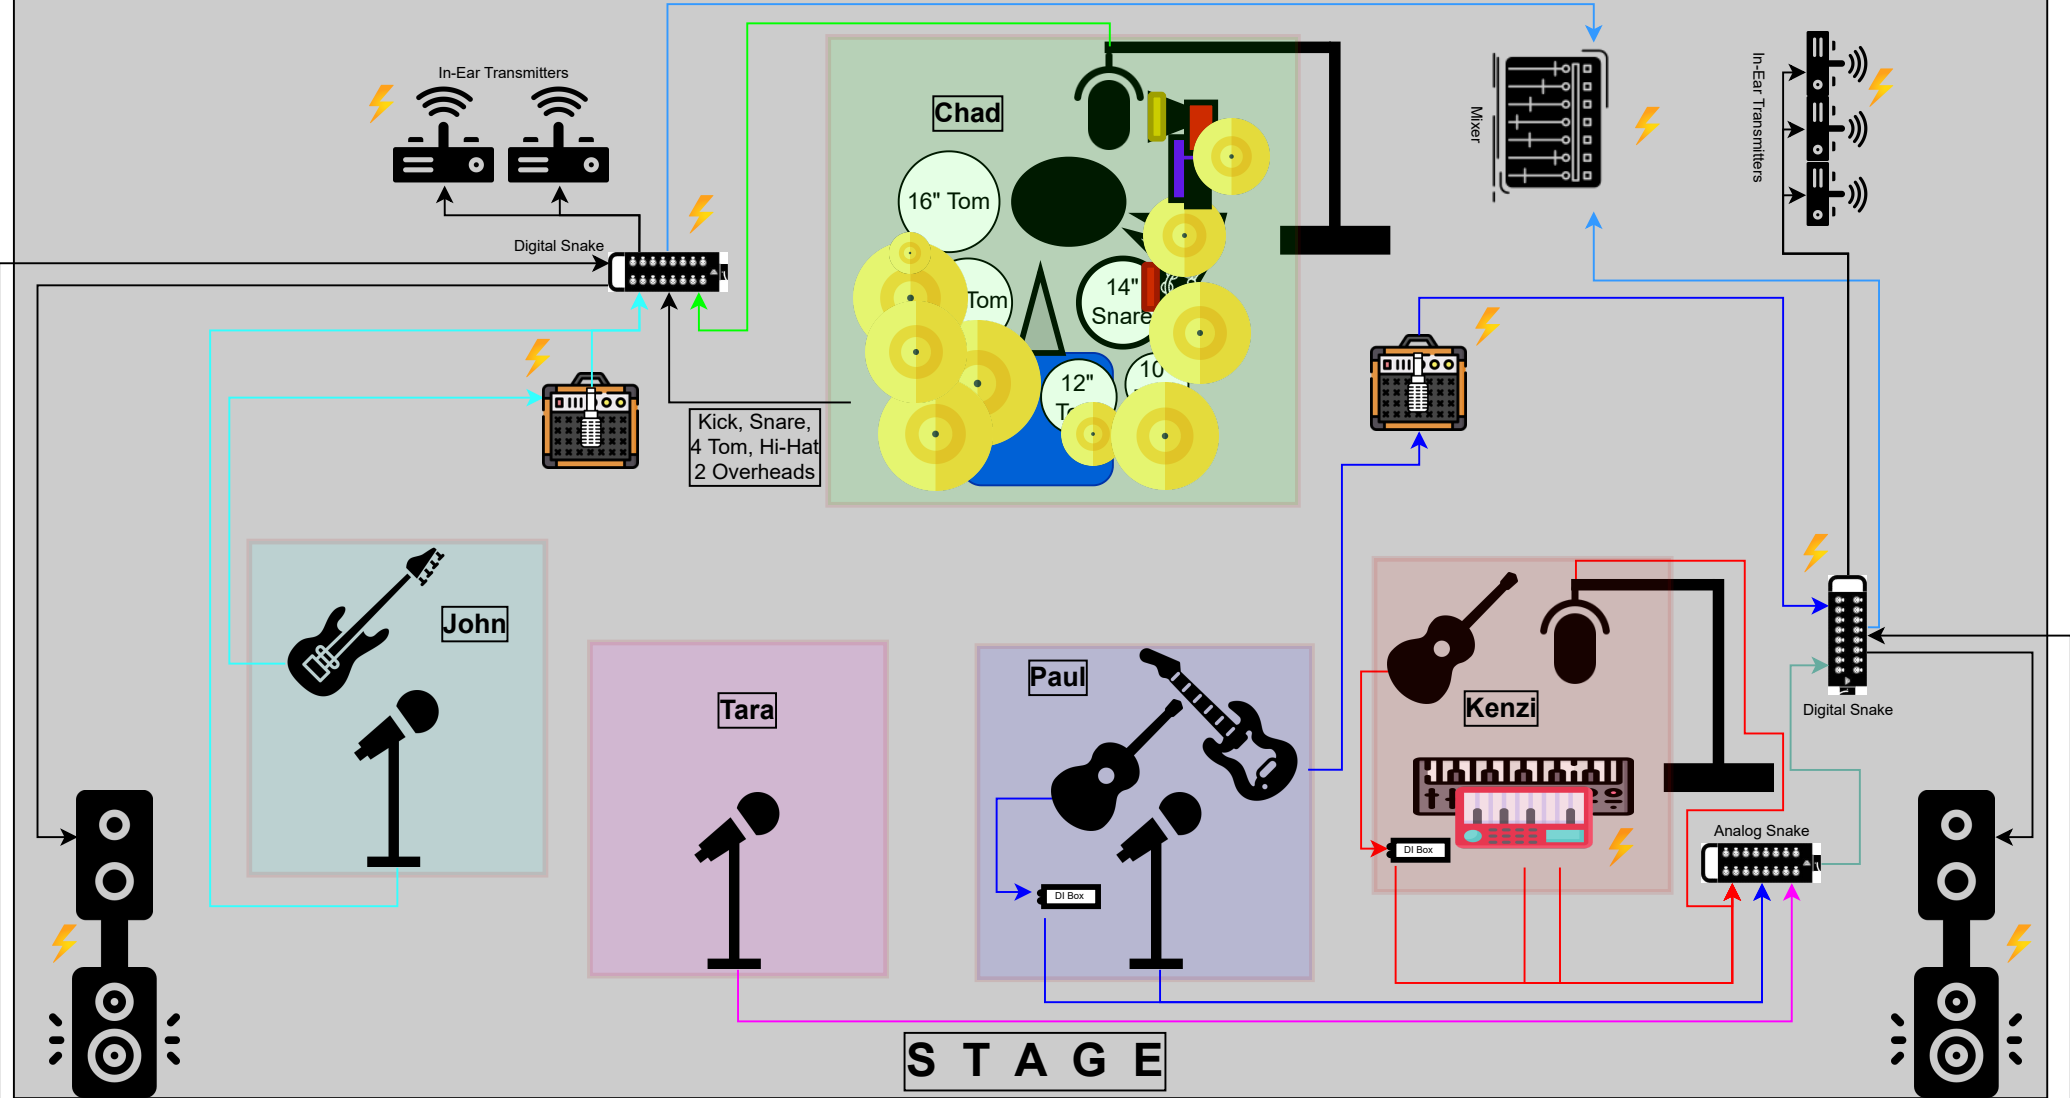 In-Ear Transmitters
In-Ear Transmitters
Chad
Mixer
16" Tom
Digital Snake
Tom
14"
Snare
12"
10
Kick, Snare,
4 Tom, Hi-Hat
2 Overheads
John
Tara
Paul
Kenzi
Digital Snake
Analog Snake
DI Box
DI Box
S T A G E